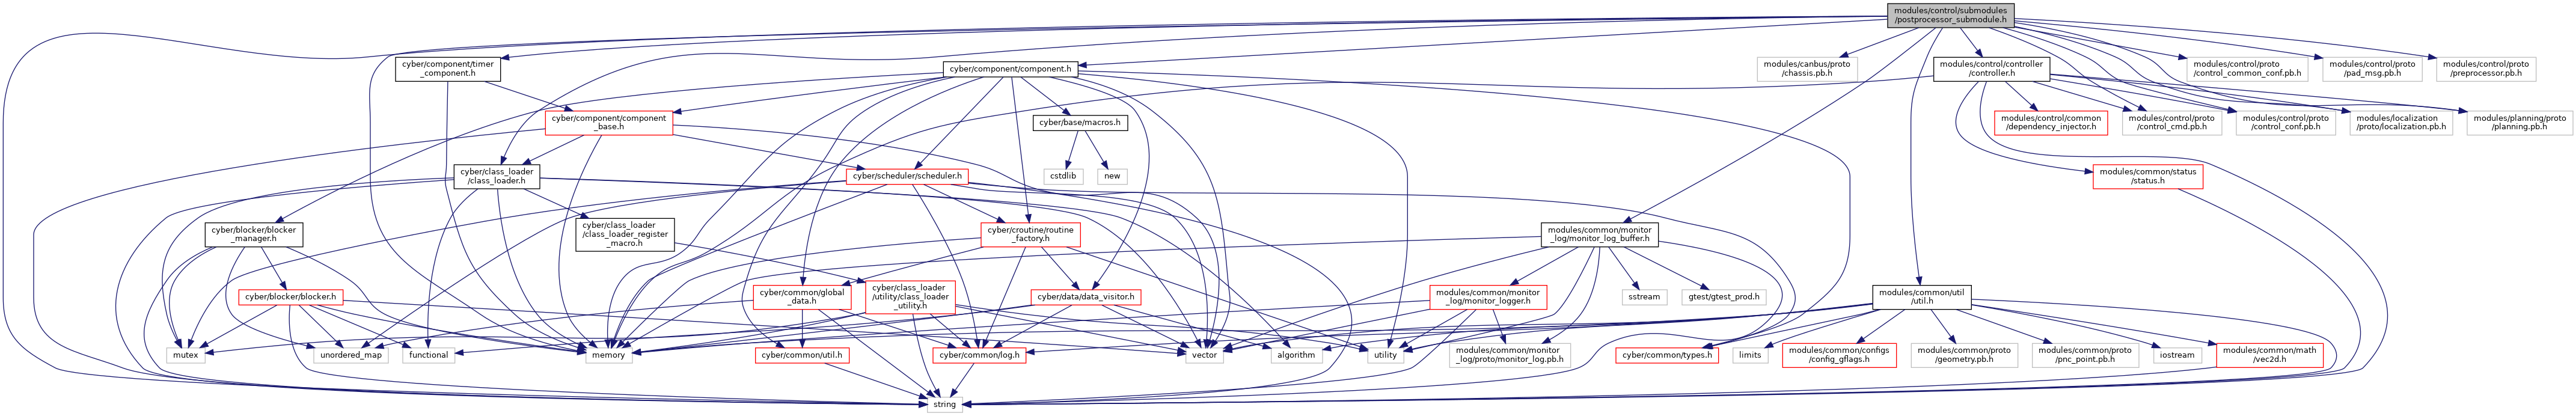 modules/control/submodules
/postprocessor_submodule.h
cyber/component/timer
_component.h
cyber/component/component.h
modules/canbus/proto
/chassis.pb.h
modules/control/controller
/controller.h
modules/control/proto
/control_common_conf.pb.h
modules/control/proto
/pad_msg.pb.h
modules/control/proto
/preprocessor.pb.h
cyber/component/component
_base.h
cyber/base/macros.h
modules/control/common
/dependency_injector.h
modules/control/proto
/control_cmd.pb.h
modules/control/proto
/control_conf.pb.h
modules/localization
/proto/localization.pb.h
modules/planning/proto
/planning.pb.h
cyber/class_loader
/class_loader.h
cyber/scheduler/scheduler.h
cstdlib
new
modules/common/status
/status.h
cyber/blocker/blocker
_manager.h
cyber/class_loader
/class_loader_register
_macro.h
cyber/croutine/routine
_factory.h
modules/common/monitor
_log/monitor_log_buffer.h
cyber/blocker/blocker.h
cyber/common/global
_data.h
cyber/class_loader
/utility/class_loader
_utility.h
cyber/data/data_visitor.h
modules/common/monitor
_log/monitor_logger.h
sstream
gtest/gtest_prod.h
modules/common/util
/util.h
mutex
unordered_map
functional
memory
cyber/common/util.h
cyber/common/log.h
vector
algorithm
utility
modules/common/monitor
_log/proto/monitor_log.pb.h
cyber/common/types.h
limits
modules/common/configs
/config_gflags.h
modules/common/proto
/geometry.pb.h
modules/common/proto
/pnc_point.pb.h
iostream
modules/common/math
/vec2d.h
string